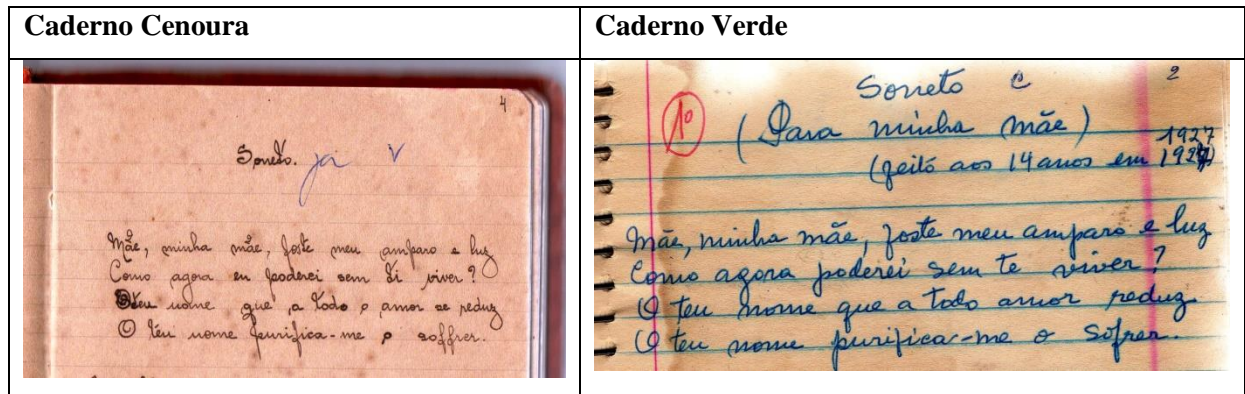 Caderno Cenoura
Caderno Verde
4
Soneto. já V
Mãe, minha mãe, foste meu amparo e luz
Como agora eu poderei sem ti viver?
O teu nome que, a todo o amor se reduz
O teu nome purifica-me o soffrer.
2
Soneto C
1º (Para minha mãe)
1927
(feito aos 14 anos em 1927)
Mãe, minha mãe, foste meu amparo e luz
Como agora poderei sem te viver?
O teu nome que a todo amor reduz
O teu nome purifica-me o sofrer.